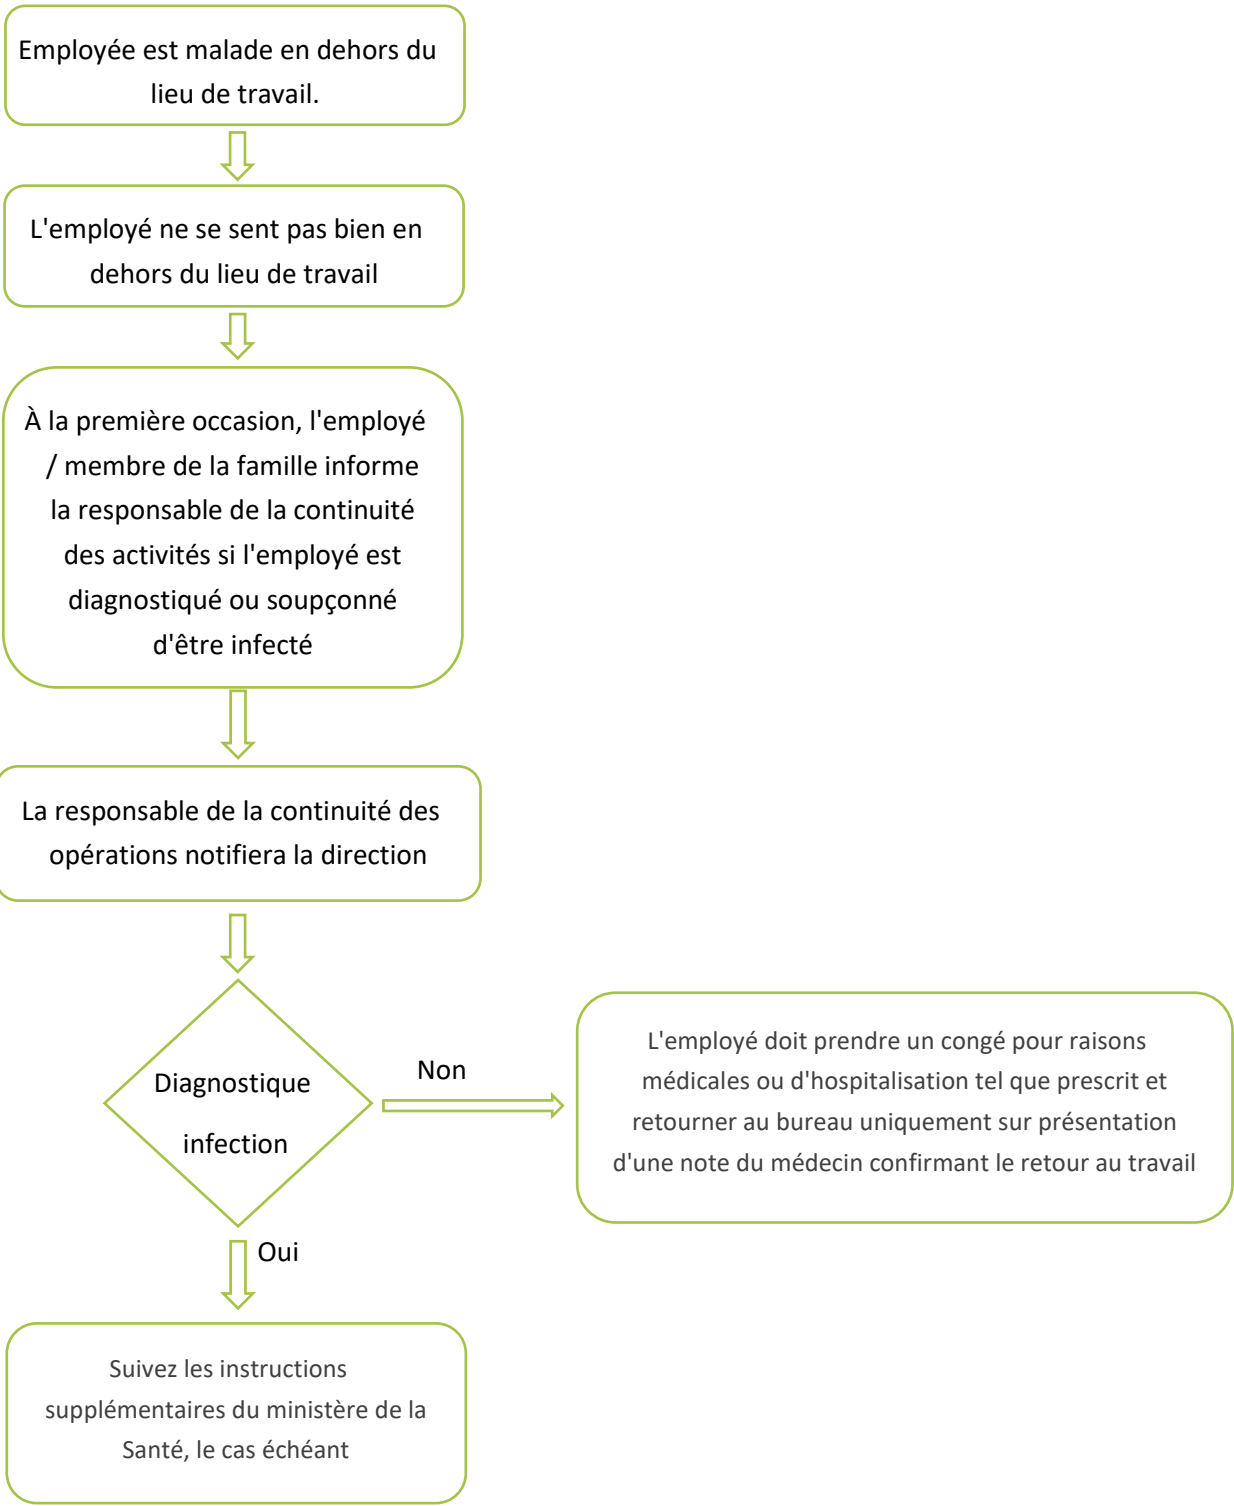 Employée est malade en dehors du
lieu de travail.
L'employé ne se sent pas bien en
dehors du lieu de travail
À la première occasion, l'employé
/ membre de la famille informe
la responsable de la continuité
des activités si l'employé est
diagnostiqué ou soupçonné
d'être infecté
La responsable de la continuité des
opérations notifiera la direction
Diagnostique
infection
Non
L'employé doit prendre un congé pour raisons
médicales ou d'hospitalisation tel que prescrit et
retourner au bureau uniquement sur présentation
d'une note du médecin confirmant le retour au travail
Oui
Suivez les instructions
supplémentaires du ministère de la
Santé, le cas échéant